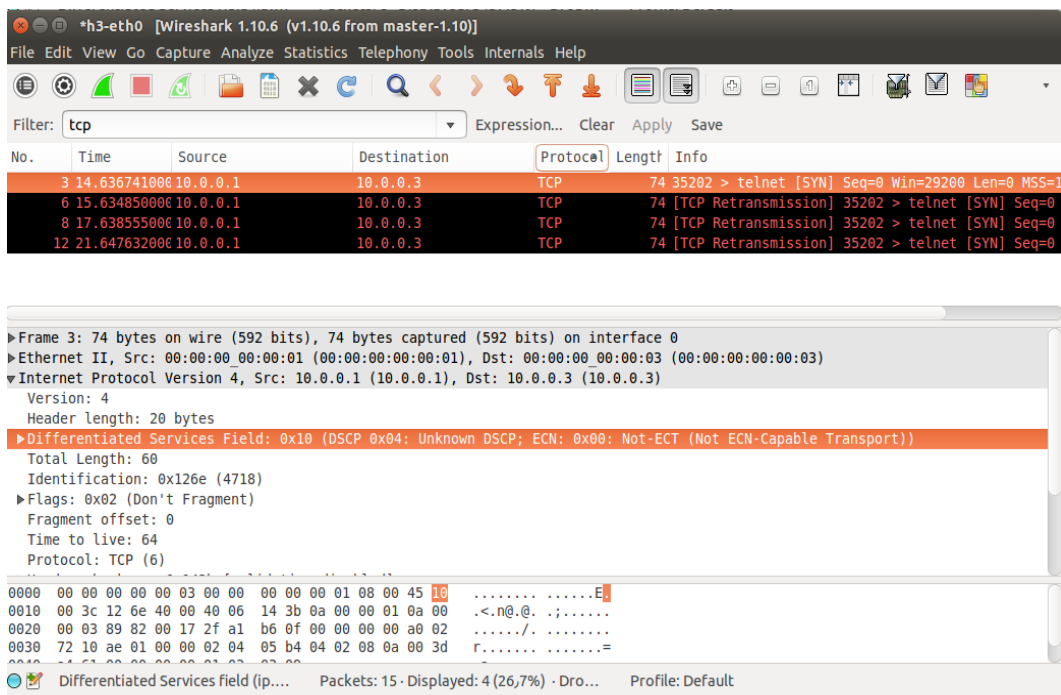 *h3-eth0 [Wireshark 1.10.6 (v1.10.6 from master-1.10)]
File Edit View Go Capture Analyze Statistics Telephony Tools Internals Help
Filter: tcp Expression... Clear Apply Save
No. Time Source Destination Protocol Length Info
3 14.636741000 10.0.0.1 10.0.0.3 TCP 74 35202 > telnet [SYN] Seq=0 Win=29200 Len=0 MSS=1
6 15.634850000 10.0.0.1 10.0.0.3 TCP 74 [TCP Retransmission] 35202 > telnet [SYN] Seq=0
8 17.638555000 10.0.0.1 10.0.0.3 TCP 74 [TCP Retransmission] 35202 > telnet [SYN] Seq=0
12 21.647632000 10.0.0.1 10.0.0.3 TCP 74 [TCP Retransmission] 35202 > telnet [SYN] Seq=0
Frame 3: 74 bytes on wire (592 bits), 74 bytes captured (592 bits) on interface 0
Ethernet II, Src: 00:00:00_00:00:01 (00:00:00:00:00:01), Dst: 00:00:00_00:00:03 (00:00:00:00:00:03)
Internet Protocol Version 4, Src: 10.0.0.1 (10.0.0.1), Dst: 10.0.0.3 (10.0.0.3)
Version: 4
Header length: 20 bytes
Differentiated Services Field: 0x10 (DSCP 0x04: Unknown DSCP; ECN: 0x00: Not-ECT (Not ECN-Capable Transport))
Total Length: 60
Identification: 0x126e (4718)
Flags: 0x02 (Don't Fragment)
Fragment offset: 0
Time to live: 64
Protocol: TCP (6)
0000 00 00 00 00 00 03 00 00 00 00 00 01 08 00 45 10 ........ ......E.
0010 00 3c 12 6e 40 00 40 06 14 3b 0a 00 00 01 0a 00 .<.n@.@. .;......
0020 00 03 89 82 00 17 2f a1 b6 0f 00 00 00 00 a0 02 ....../. ........
0030 72 10 ae 01 00 00 02 04 05 b4 04 02 08 0a 00 3d r....... .......=
Differentiated Services field (ip.... Packets: 15 · Displayed: 4 (26,7%) · Dro... Profile: Default